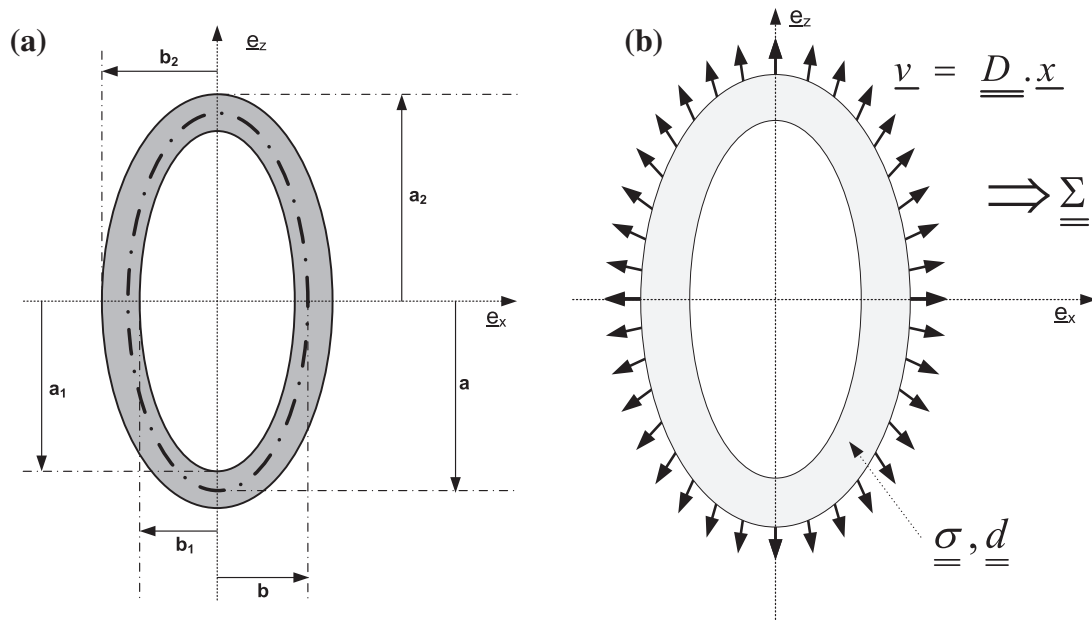 (a)
e_z
b₂
a₂
e_x
a₁
a
b₁
b
(b)
e_z
v = D . x
⟹ Σ
e_x
σ , d